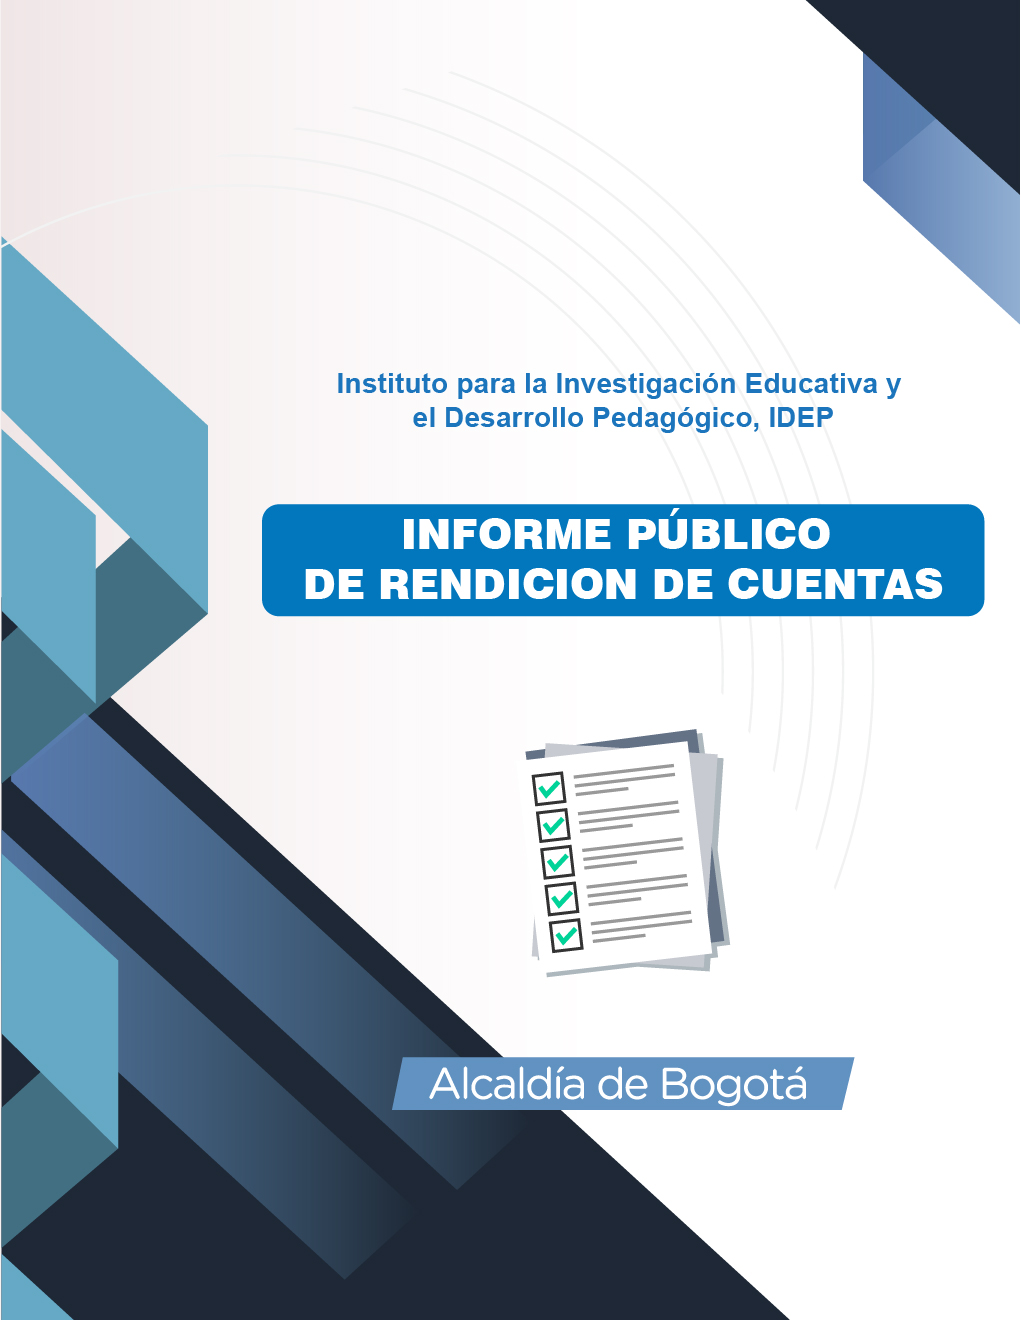 Instituto para la Investigación Educativa y
el Desarrollo Pedagógico, IDEP
INFORME PÚBLICO
DE RENDICION DE CUENTAS
Alcaldía de Bogotá